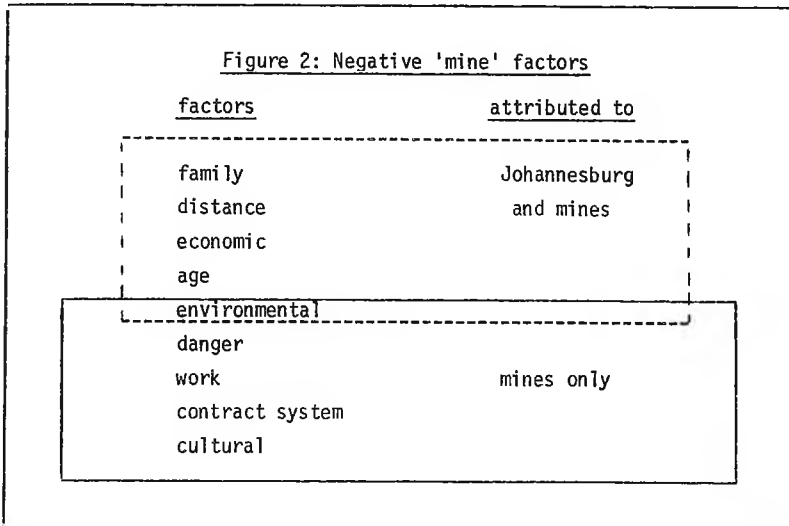 Figure 2: Negative 'mine' factors
factors attributed to
family Johannesburg
distance and mines
economic
age
environmental
danger
work mines only
contract system
cultural